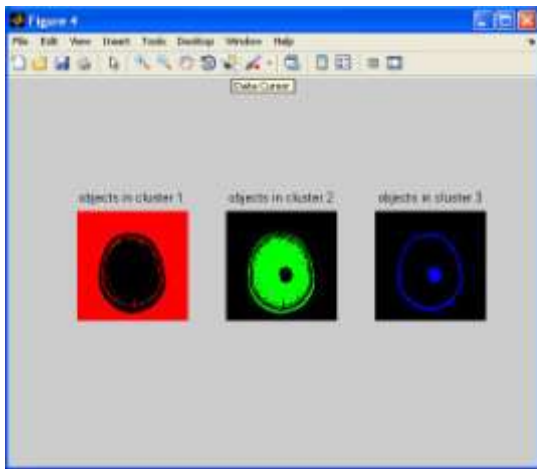 Figure 4
File Edit View Insert Tools Desktop Window Help
Data Cursor
objects in cluster 1 objects in cluster 2 objects in cluster 3